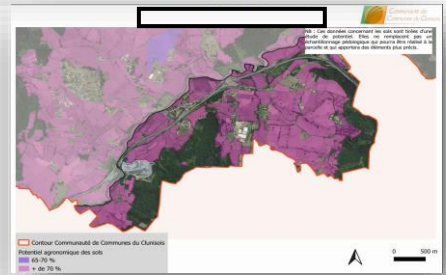 Communauté de
Communes du Clunisois
NB : Ces données concernant les sols sont tirées d'une
étude de potentiel. Elles ne remplacent pas un
échantillonnage pédologique qui pourra être réalisé à la
parcelle et qui apportera des éléments plus précis.
Contour Communauté de Communes du Clunisois
Potentiel agronomique des sols
65-70 %
+ de 70 %
0 500 m